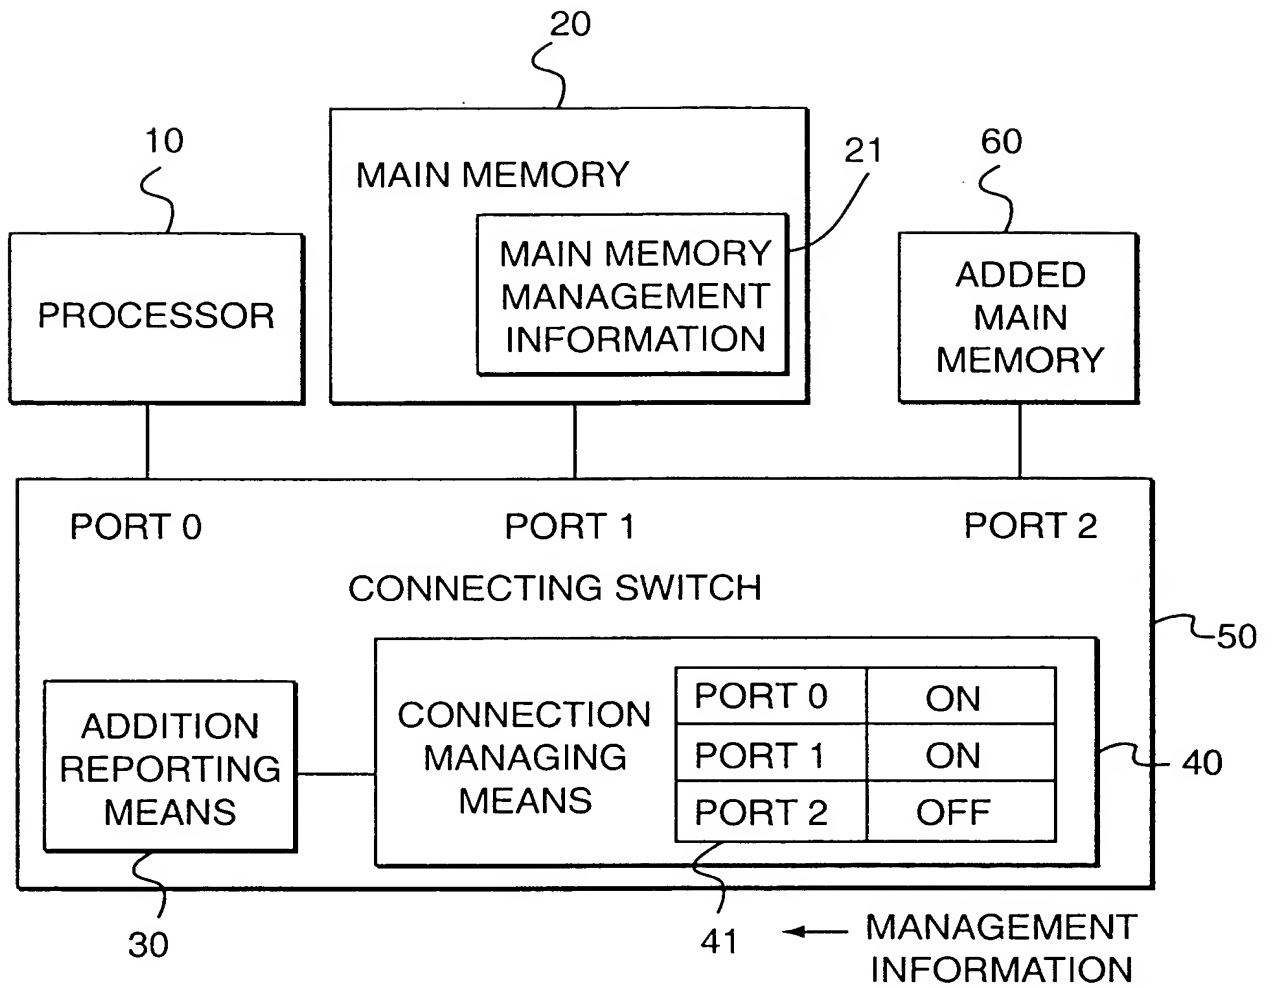 20
10
21
60
MAIN MEMORY
MAIN MEMORY
MANAGEMENT
INFORMATION
PROCESSOR
ADDED
MAIN
MEMORY
PORT 0
PORT 1
PORT 2
CONNECTING SWITCH
50
ADDITION
REPORTING
MEANS
CONNECTION
MANAGING
MEANS
PORT 0 ON
PORT 1 ON
PORT 2 OFF
40
30
41
MANAGEMENT
INFORMATION